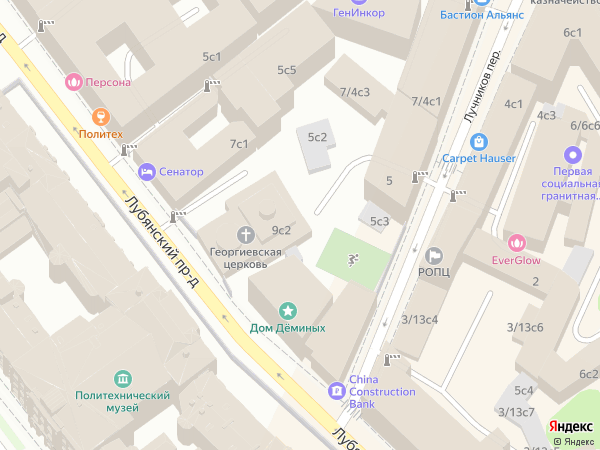 казначейство
Бастион Альянс
ГенИнкор
6с1
5с1
5с5
Персона
7/4с3
7/4с1
4с1
4с3
6/6с6
Лучников пер.
Политех
7с1
5с2
Carpet Hauser
Сенатор
5
Первая
социальная
гранитная...
5с3
Лубянский пр-д
9с2
Георгиевская
церковь
РОПЦ
EverGlow
2
Дом Дёминых
3/13с4
3/13с6
Политехнический
музей
China
Construction
Bank
6с2
5с4
3/13с7
Яндекс
© Яндекс